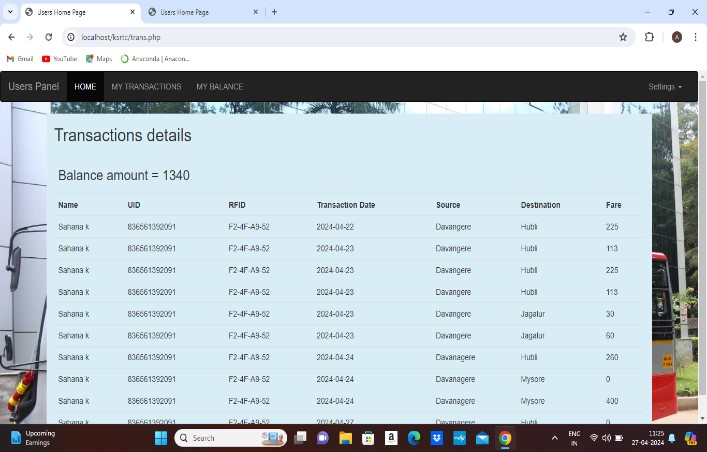 Users Home Page
Users Home Page
localhost/ksrtc/trans.php
A
Gmail YouTube Maps Anaconda | Anacon...
Users Panel HOME MY TRANSACTIONS MY BALANCE Settings
Transactions details
Balance amount = 1340
Name UID RFID Transaction Date Source Destination Fare
Sahana k 836561392091 F2-4F-A9-52 2024-04-22 Davangere Hubli 225
Sahana k 836561392091 F2-4F-A9-52 2024-04-23 Davangere Hubli 113
Sahana k 836561392091 F2-4F-A9-52 2024-04-23 Davangere Hubli 225
Sahana k 836561392091 F2-4F-A9-52 2024-04-23 Davangere Hubli 113
Sahana k 836561392091 F2-4F-A9-52 2024-04-23 Davangere Jagalur 30
Sahana k 836561392091 F2-4F-A9-52 2024-04-23 Davangere Jagalur 60
Sahana k 836561392091 F2-4F-A9-52 2024-04-24 Davanagere Hubli 260
Sahana k 836561392091 F2-4F-A9-52 2024-04-24 Davanagere Mysore 0
Sahana k 836561392091 F2-4F-A9-52 2024-04-24 Davanagere Mysore 400
Sahana k 836561392091 F2-4F-A9-52 2024-04-27 Davanagere Hubli 0
Upcoming
Earnings
Search
ENG
IN
11:25
27-04-2024